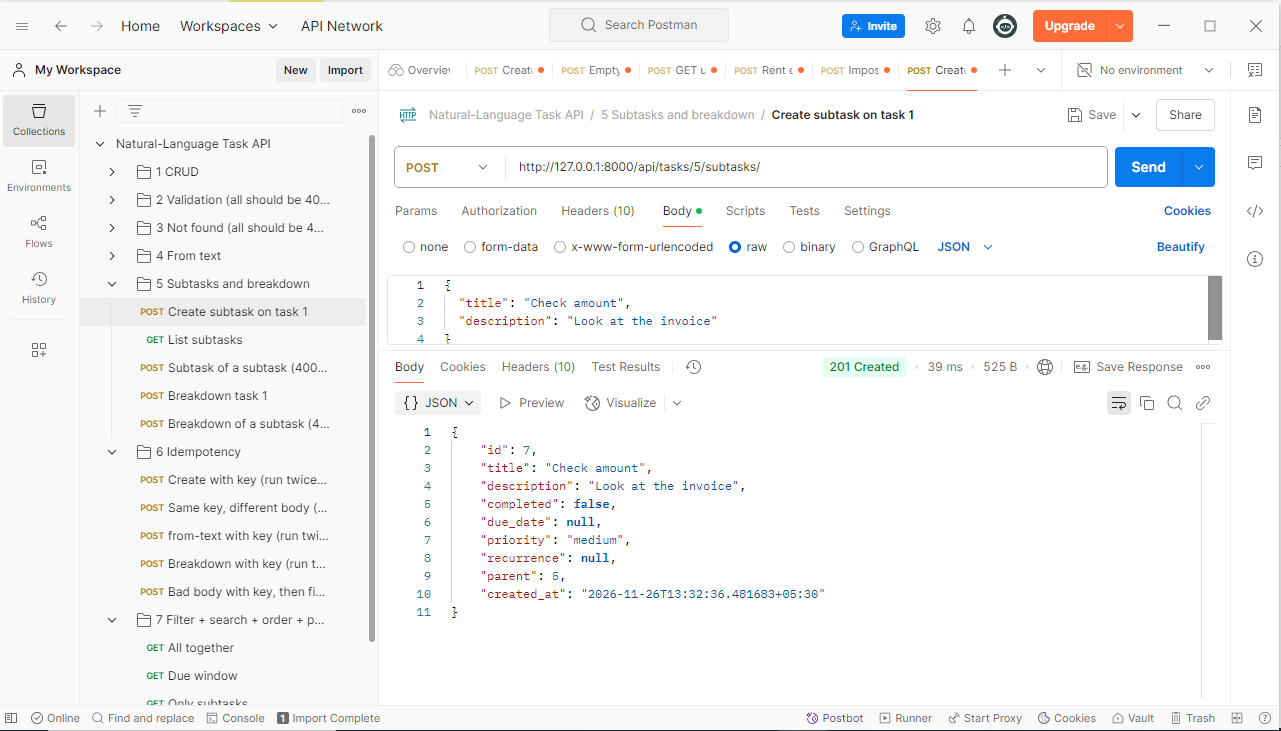 Home Workspaces API Network Search Postman Invite Upgrade
My Workspace New Import Overviev POST Create POST Empty POST GET u POST Rent e POST Impos POST Create No environment
Collections
Environments
Flows
History
Natural-Language Task API
1 CRUD
2 Validation (all should be 40...
3 Not found (all should be 4...
4 From text
5 Subtasks and breakdown
POST Create subtask on task 1
GET List subtasks
POST Subtask of a subtask (400...
POST Breakdown task 1
POST Breakdown of a subtask (4...
6 Idempotency
POST Create with key (run twice...
POST Same key, different body (...
POST from-text with key (run twi...
POST Breakdown with key (run t...
POST Bad body with key, then fi...
7 Filter + search + order + p...
GET All together
GET Due window
GET Only subtasks
HTTP Natural-Language Task API / 5 Subtasks and breakdown / Create subtask on task 1 Save Share
POST http://127.0.0.1:8000/api/tasks/5/subtasks/ Send
Params Authorization Headers (10) Body Scripts Tests Settings Cookies
none form-data x-www-form-urlencoded raw binary GraphQL JSON Beautify
1 {
2 "title": "Check amount",
3 "description": "Look at the invoice"
4 }
Body Cookies Headers (10) Test Results 201 Created 39 ms 525 B e.g. Save Response
{} JSON Preview Visualize
1 {
2 "id": 7,
3 "title": "Check amount",
4 "description": "Look at the invoice",
5 "completed": false,
6 "due_date": null,
7 "priority": "medium",
8 "recurrence": null,
9 "parent": 5,
10 "created_at": "2026-11-26T13:32:36.481683+05:30"
11 }
Online Find and replace Console 1 Import Complete Postbot Runner Start Proxy Cookies Vault Trash